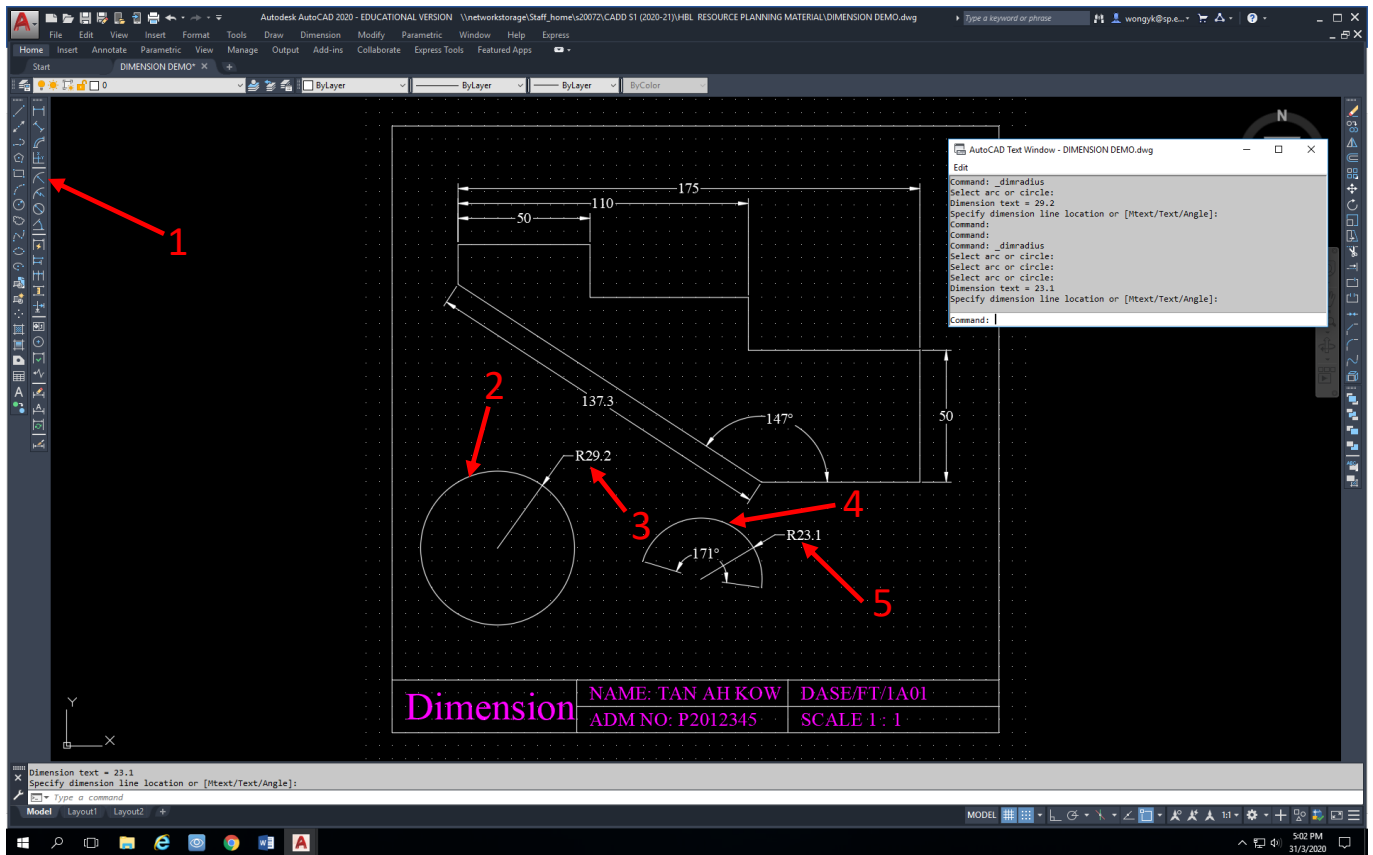 Autodesk AutoCAD 2020 - EDUCATIONAL VERSION \\networkstorage\Staff_home\s20072\CADD S1 (2020-21)\HBL RESOURCE PLANNING MATERIAL\DIMENSION DEMO.dwg Type a keyword or phrase wongyk@sp.e...
File Edit View Insert Format Tools Draw Dimension Modify Parametric Window Help Express
Home Insert Annotate Parametric View Manage Output Add-ins Collaborate Express Tools Featured Apps
Start DIMENSION DEMO* +
0 ByLayer ByLayer ByLayer ByColor
N
AutoCAD Text Window - DIMENSION DEMO.dwg
Edit
Command: _dimradius
Select arc or circle:
Dimension text = 29.2
Specify dimension line location or [Mtext/Text/Angle]:
Command:
Command:
Command: _dimradius
Select arc or circle:
Select arc or circle:
Select arc or circle:
Dimension text = 23.1
Specify dimension line location or [Mtext/Text/Angle]:
Command:
175
110
50
1
2
137.3
147°
50
R29.2
4
3
R23.1
171°
5
Dimension
NAME: TAN AH KOW DASE/FT/1A01
ADM NO: P2012345 SCALE 1 : 1
Y
X
Dimension text = 23.1
Specify dimension line location or [Mtext/Text/Angle]:
Type a command
Model Layout1 Layout2 + MODEL 1:1
5:02 PM
31/3/2020